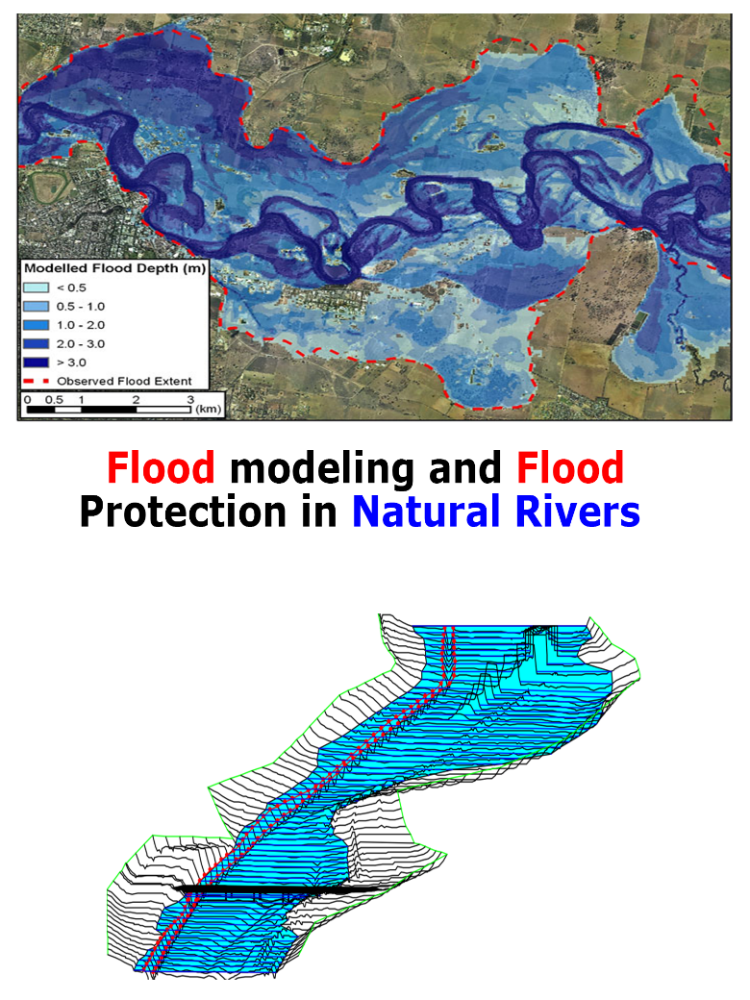 Modelled Flood Depth (m)
< 0.5
0.5 - 1.0
1.0 - 2.0
2.0 - 3.0
> 3.0
Observed Flood Extent
0 0.5 1 2 3
(km)
Flood modeling and Flood
Protection in Natural Rivers